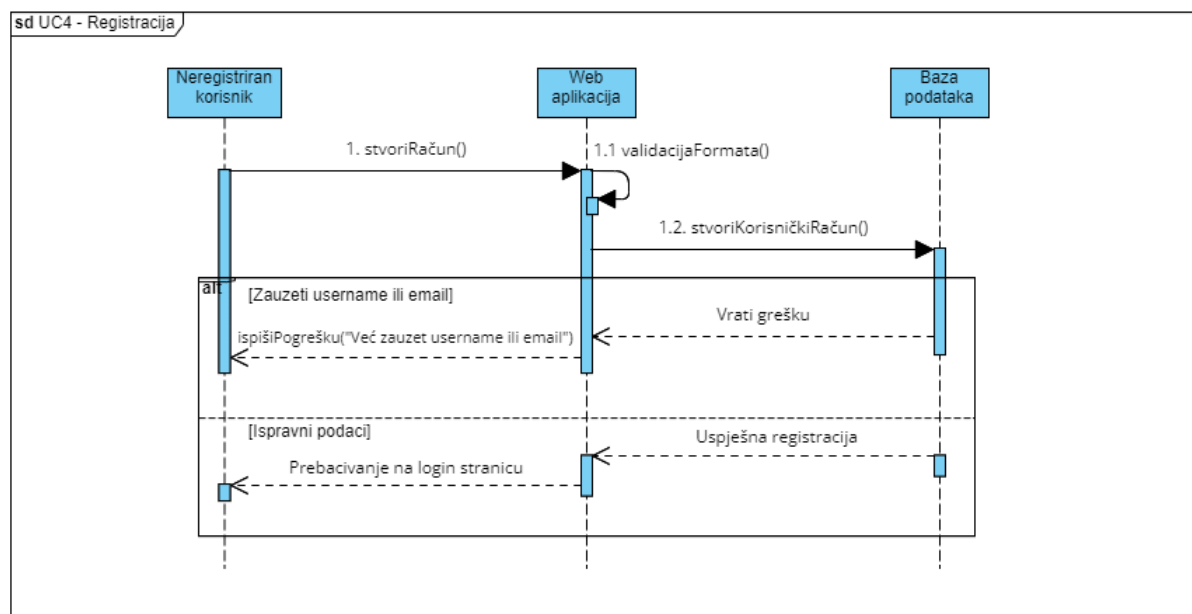 sd UC4 - Registracija
Neregistriran
korisnik
Web
aplikacija
Baza
podataka
1. stvoriRačun()
1.1 validacijaFormata()
1.2. stvoriKorisničkiRačun()
alt
[Zauzeti username ili email]
Vrati grešku
ispišiPogrešku("Već zauzet username ili email")
[Ispravni podaci]
Uspješna registracija
Prebacivanje na login stranicu